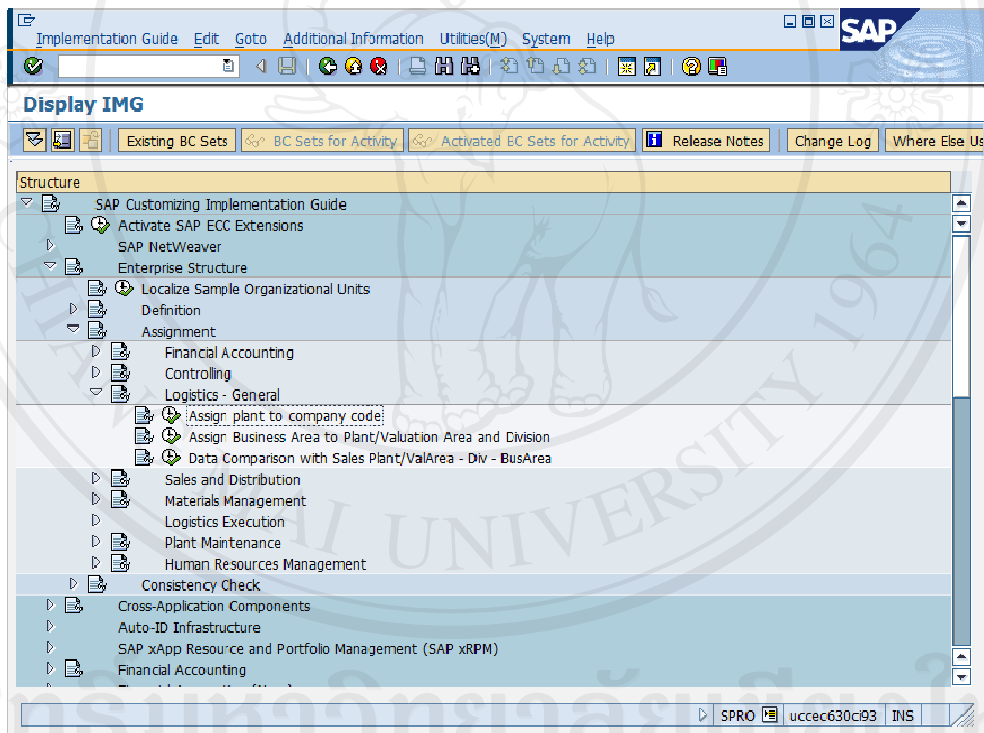 Implementation Guide Edit Goto Additional Information Utilities(M) System Help
SAP
Display IMG
Existing BC Sets BC Sets for Activity Activated BC Sets for Activity Release Notes Change Log Where Else Us
Structure
SAP Customizing Implementation Guide
Activate SAP ECC Extensions
SAP NetWeaver
Enterprise Structure
Localize Sample Organizational Units
Definition
Assignment
Financial Accounting
Controlling
Logistics - General
Assign plant to company code
Assign Business Area to Plant/Valuation Area and Division
Data Comparison with Sales Plant/ValArea - Div - BusArea
Sales and Distribution
Materials Management
Logistics Execution
Plant Maintenance
Human Resources Management
Consistency Check
Cross-Application Components
Auto-ID Infrastructure
SAP xApp Resource and Portfolio Management (SAP xRPM)
Financial Accounting
SPRO uccec630ci93 INS
MAI UNIVERSITY 1964